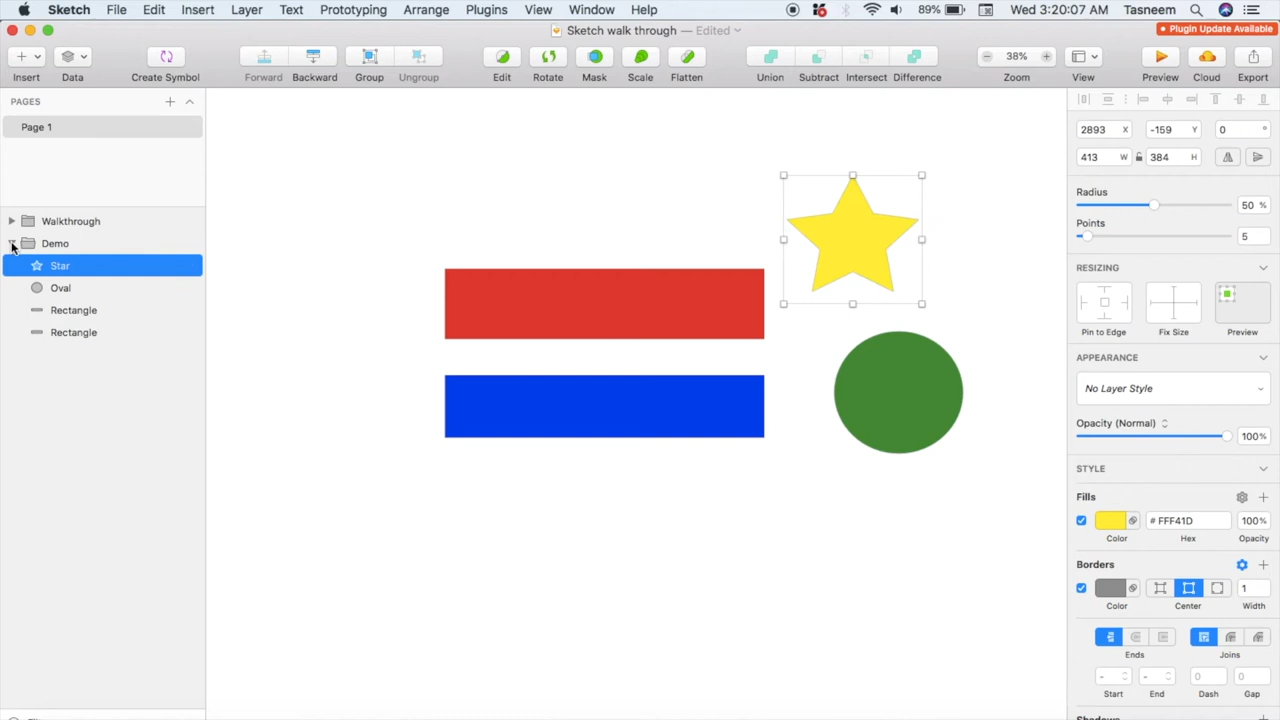 Sketch File Edit Insert Layer Text Prototyping Arrange Plugins View Window Help 89% Wed 3:20:07 AM Tasneem
Sketch walk through — Edited
Plugin Update Available
38%
Insert Data Create Symbol Forward Backward Group Ungroup Edit Rotate Mask Scale Flatten Union Subtract Intersect Difference Zoom View Preview Cloud Export
PAGES
Page 1
Walkthrough
Demo
Star
Oval
Rectangle
Rectangle
2893 X -159 Y 0 °
413 W 384 H
Radius
50 %
Points
5
RESIZING
Pin to Edge Fix Size Preview
APPEARANCE
No Layer Style
Opacity (Normal)
100%
STYLE
Fills
# FFF41D 100%
Color Hex Opacity
Borders
1
Color Center Width
Ends Joins
- - 0 0
Start End Dash Gap
Shadows